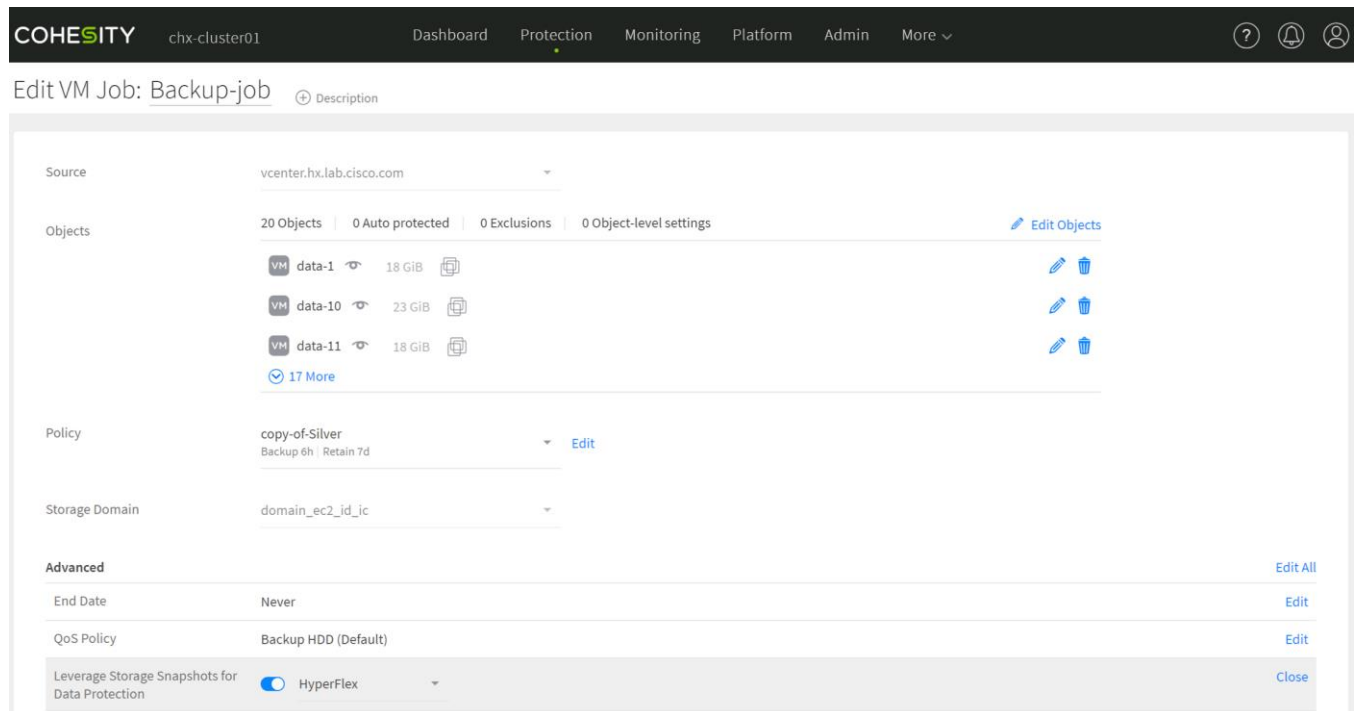 COHESITY chx-cluster01 Dashboard Protection Monitoring Platform Admin More ?
Edit VM Job: Backup-job + Description
Source vcenter.hx.lab.cisco.com
Objects 20 Objects | 0 Auto protected | 0 Exclusions | 0 Object-level settings Edit Objects
VM data-1 18 GiB
VM data-10 23 GiB
VM data-11 18 GiB
17 More
Policy copy-of-Silver Edit
Backup 6h | Retain 7d
Storage Domain domain_ec2_id_ic
Advanced Edit All
End Date Never Edit
QoS Policy Backup HDD (Default) Edit
Leverage Storage Snapshots for
Data Protection HyperFlex Close